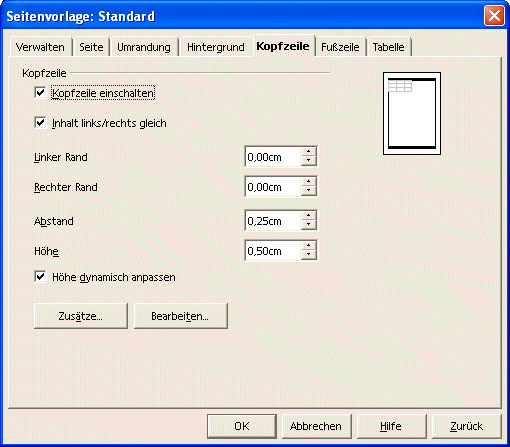 Seitenvorlage: Standard
Verwalten Seite Umrandung Hintergrund Kopfzeile Fußzeile Tabelle
Kopfzeile
Kopfzeile einschalten
Inhalt links/rechts gleich
Linker Rand 0,00cm
Rechter Rand 0,00cm
Abstand 0,25cm
Höhe 0,50cm
Höhe dynamisch anpassen
Zusätze... Bearbeiten...
OK Abbrechen Hilfe Zurück